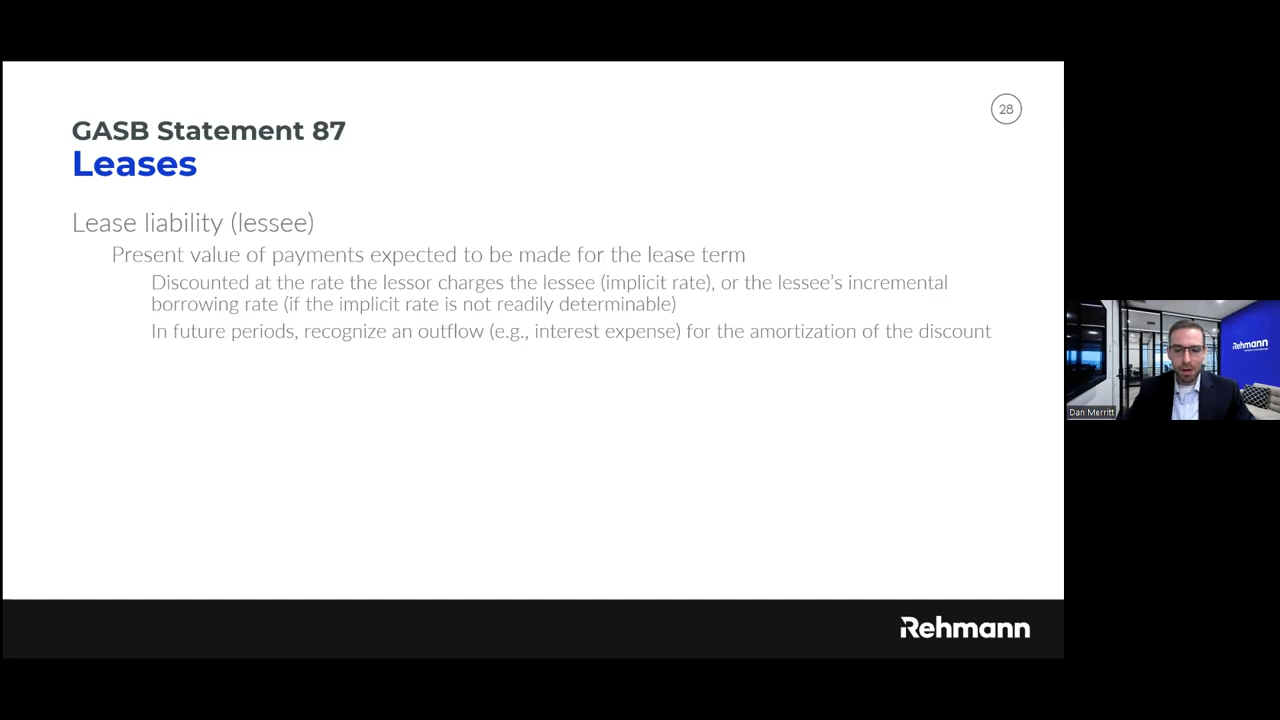 28
GASB Statement 87
Leases
Lease liability (lessee)
Present value of payments expected to be made for the lease term
Discounted at the rate the lessor charges the lessee (implicit rate), or the lessee's incremental
borrowing rate (if the implicit rate is not readily determinable)
In future periods, recognize an outflow (e.g., interest expense) for the amortization of the discount
Rehmann
Dan Merritt
Rehmann